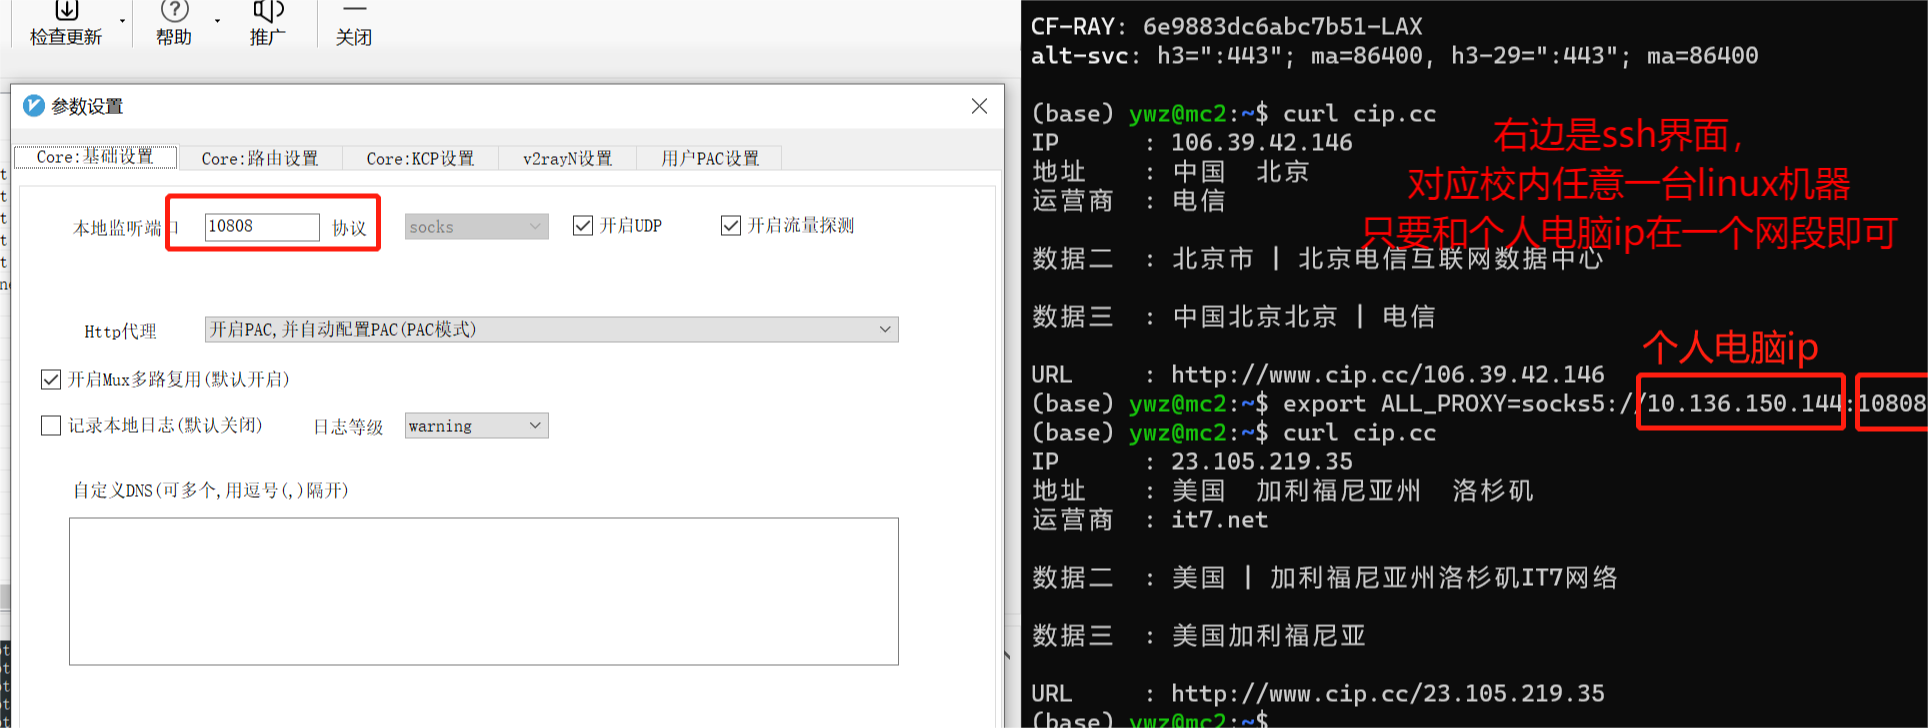 检查更新
帮助
推广
关闭
参数设置
Core:基础设置
Core:路由设置
Core:KCP设置
v2rayN设置
用户PAC设置
本地监听端口
10808
协议
socks
开启UDP
开启流量探测
Http代理
开启PAC,并自动配置PAC(PAC模式)
开启Mux多路复用(默认开启)
记录本地日志(默认关闭)
日志等级
warning
自定义DNS(可多个,用逗号(,)隔开)
CF-RAY: 6e9883dc6abc7b51-LAX
alt-svc: h3=":443"; ma=86400, h3-29=":443"; ma=86400
(base) ywz@mc2:~$ curl cip.cc
IP : 106.39.42.146
地址 : 中国 北京
运营商 : 电信
右边是ssh界面，
对应校内任意一台linux机器
只要和个人电脑ip在一个网段即可
数据二 : 北京市 | 北京电信互联网数据中心
数据三 : 中国北京北京 | 电信
个人电脑ip
URL : http://www.cip.cc/106.39.42.146
(base) ywz@mc2:~$ export ALL_PROXY=socks5://10.136.150.144:10808
(base) ywz@mc2:~$ curl cip.cc
IP : 23.105.219.35
地址 : 美国 加利福尼亚州 洛杉矶
运营商 : it7.net
数据二 : 美国 | 加利福尼亚州洛杉矶IT7网络
数据三 : 美国加利福尼亚
URL : http://www.cip.cc/23.105.219.35
(base) ywz@mc2:~$